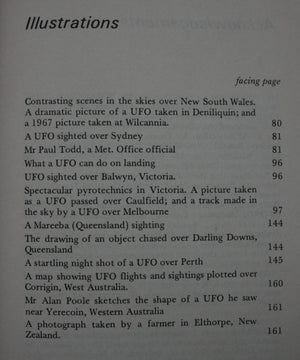 Illustrations
facing page
Contrasting scenes in the skies over New South Wales.
A dramatic picture of a UFO taken in Deniliquin; and
a 1967 picture taken at Wilcannia. 80
A UFO sighted over Sydney 81
Mr Paul Todd, a Met. Office official 81
What a UFO can do on landing 96
UFO sighted over Balwyn, Victoria. 96
Spectacular pyrotechnics in Victoria. A picture taken
as a UFO passed over Caulfield; and a track made in
the sky by a UFO over Melbourne 97
A Mareeba (Queensland) sighting 144
The drawing of an object chased over Darling Downs,
Queensland 144
A startling night shot of a UFO over Perth 145
A map showing UFO flights and sightings plotted over
Corrigin, West Australia. 160
Mr Alan Poole sketches the shape of a UFO he saw
near Yerecoin, Western Australia 161
A photograph taken by a farmer in Elthorpe, New
Zealand. 161